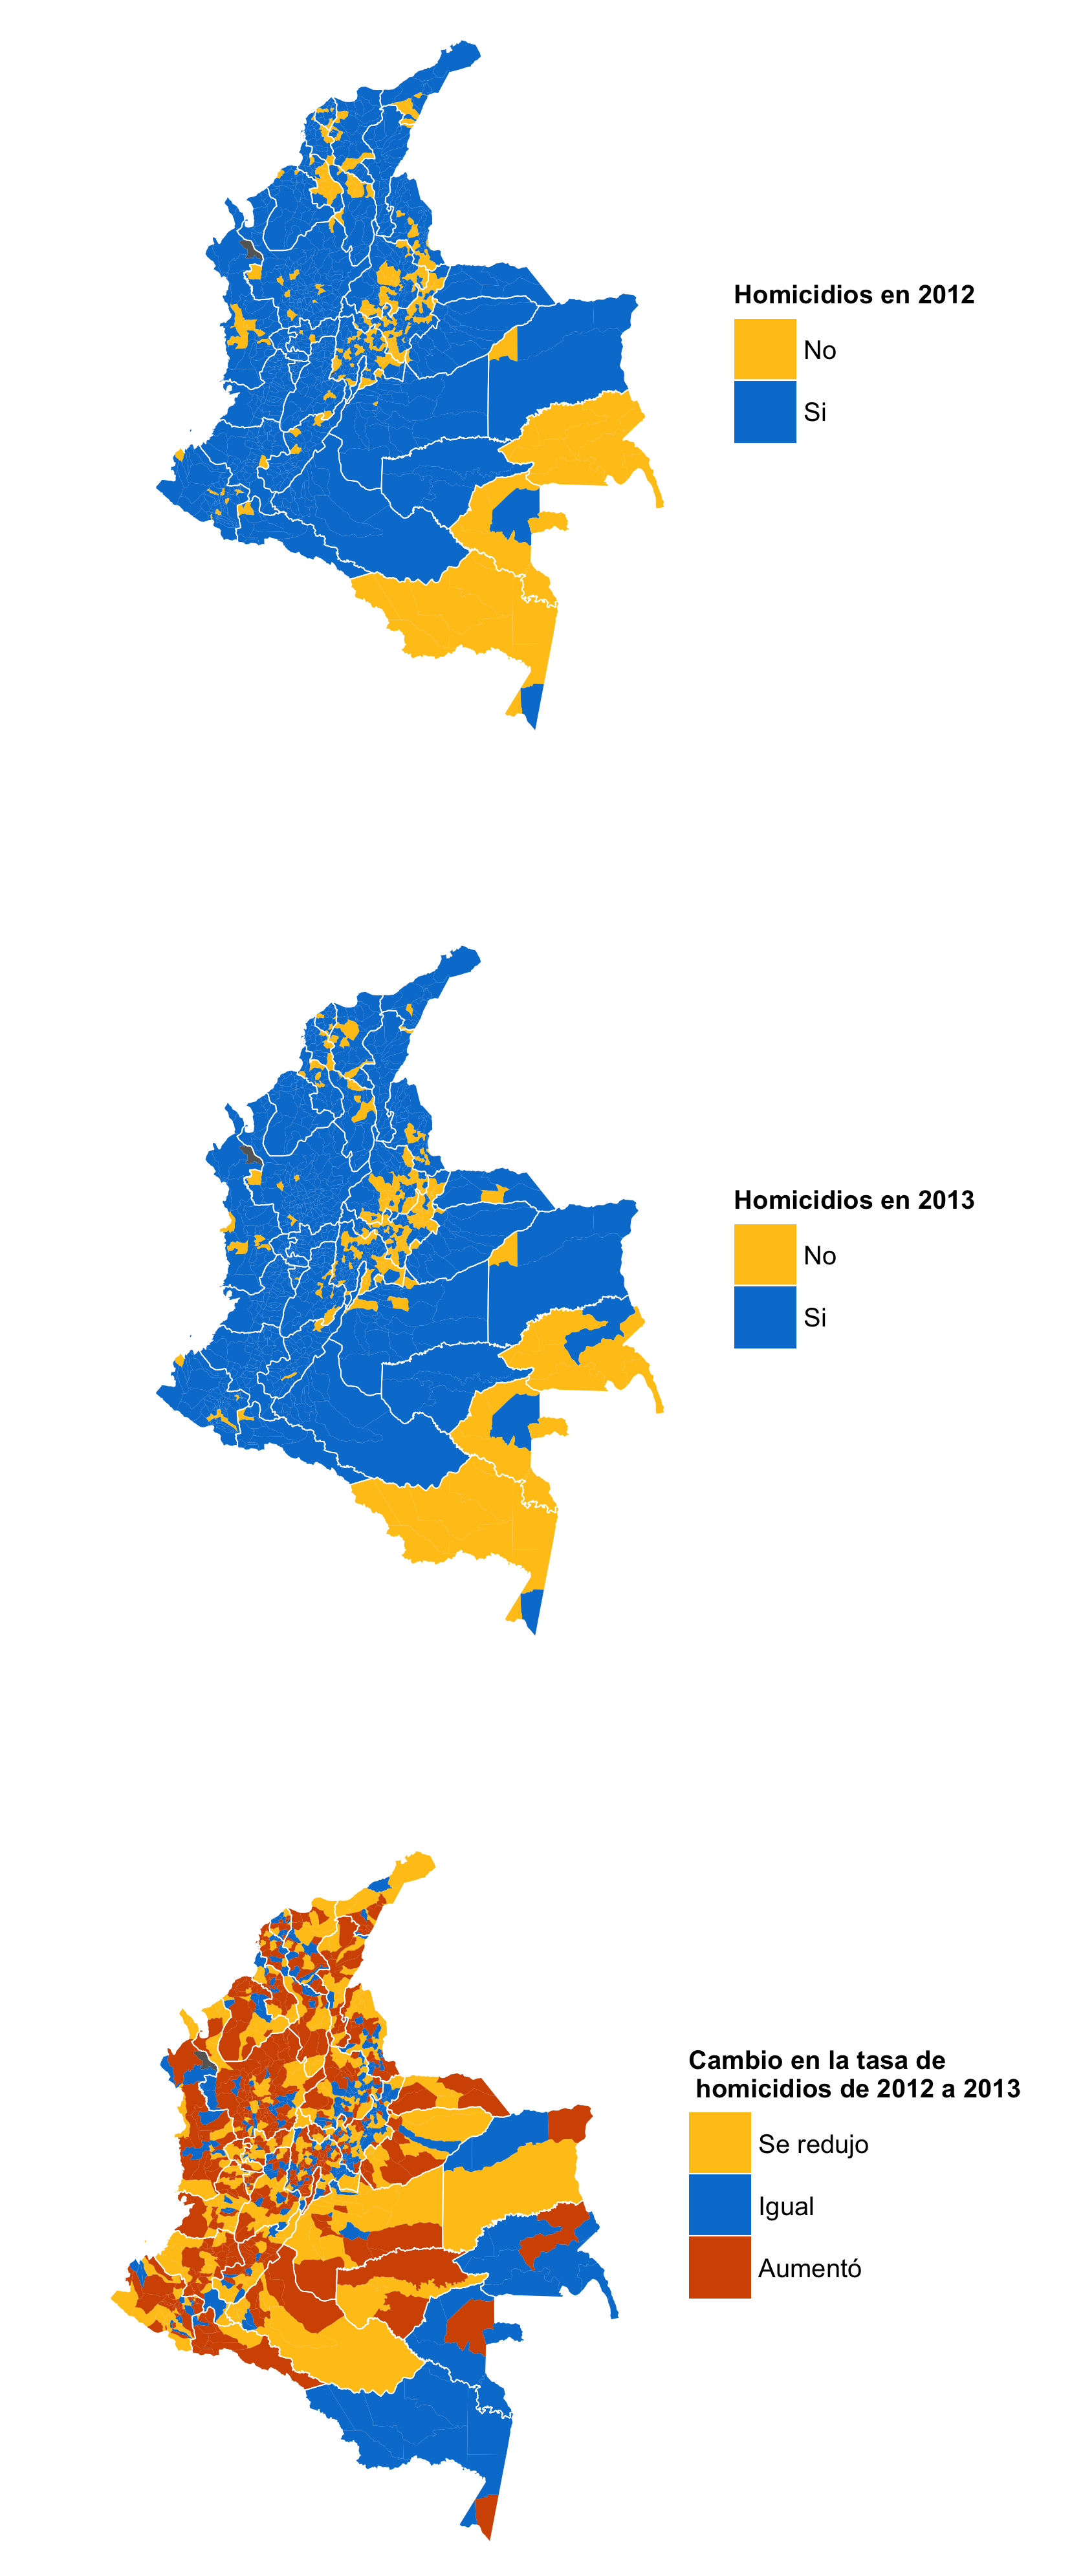 Homicidios en 2012
No
Si
Homicidios en 2013
No
Si
Cambio en la tasa de
homicidios de 2012 a 2013
Se redujo
Igual
Aumentó